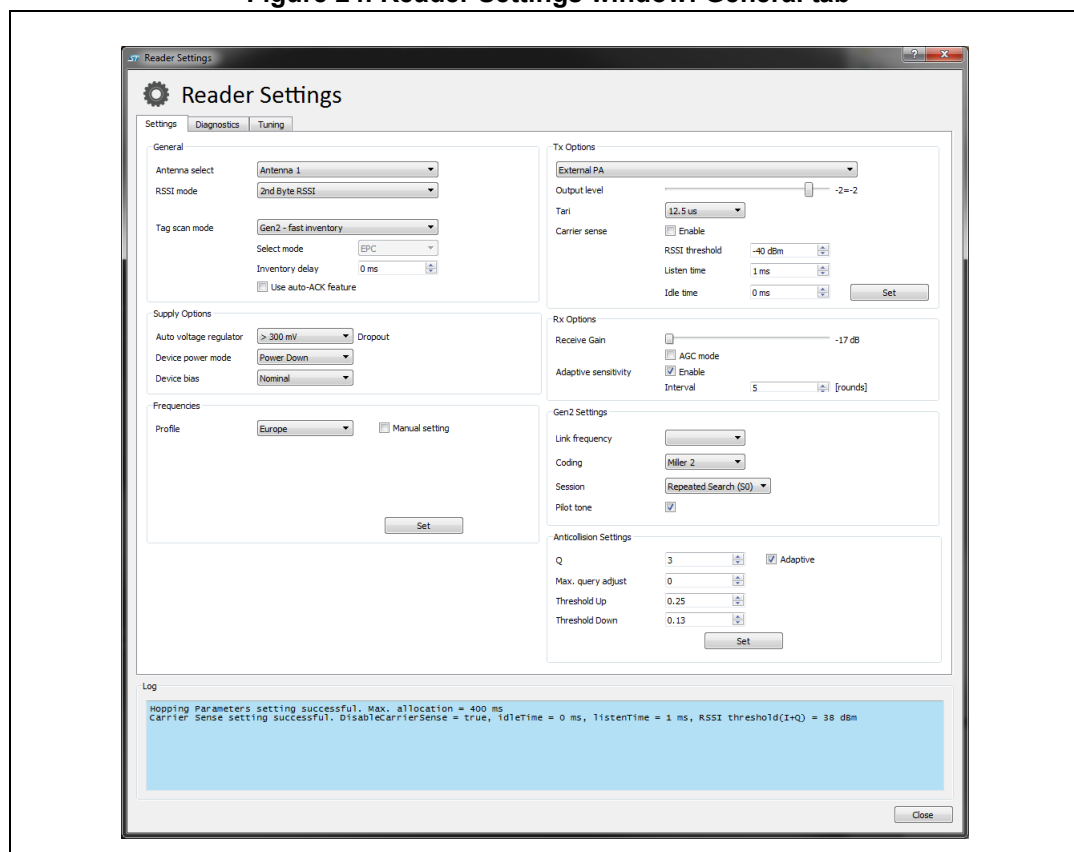 Reader Settings
Reader Settings
Settings Diagnostics Tuning
General
Antenna select Antenna 1
RSSI mode 2nd Byte RSSI
Tag scan mode Gen2 - fast inventory
Select mode EPC
Inventory delay 0 ms
Use auto-ACK feature
Supply Options
Auto voltage regulator > 300 mV Dropout
Device power mode Power Down
Device bias Nominal
Frequencies
Profile Europe Manual setting
Set
Tx Options
External PA
Output level -2=-2
Tari 12.5 us
Carrier sense Enable
RSSI threshold -40 dBm
Listen time 1 ms
Idle time 0 ms Set
Rx Options
Receive Gain -17 dB
AGC mode
Adaptive sensitivity Enable
Interval 5 [rounds]
Gen2 Settings
Link frequency
Coding Miller 2
Session Repeated Search (S0)
Pilot tone
Anticollision Settings
Q 3 Adaptive
Max. query adjust 0
Threshold Up 0.25
Threshold Down 0.13
Set
Log
Hopping Parameters setting successful. Max. allocation = 400 ms
Carrier Sense setting successful. DisableCarrierSense = true, idleTime = 0 ms, listenTime = 1 ms, RSSI threshold(I+Q) = 38 dBm
Close